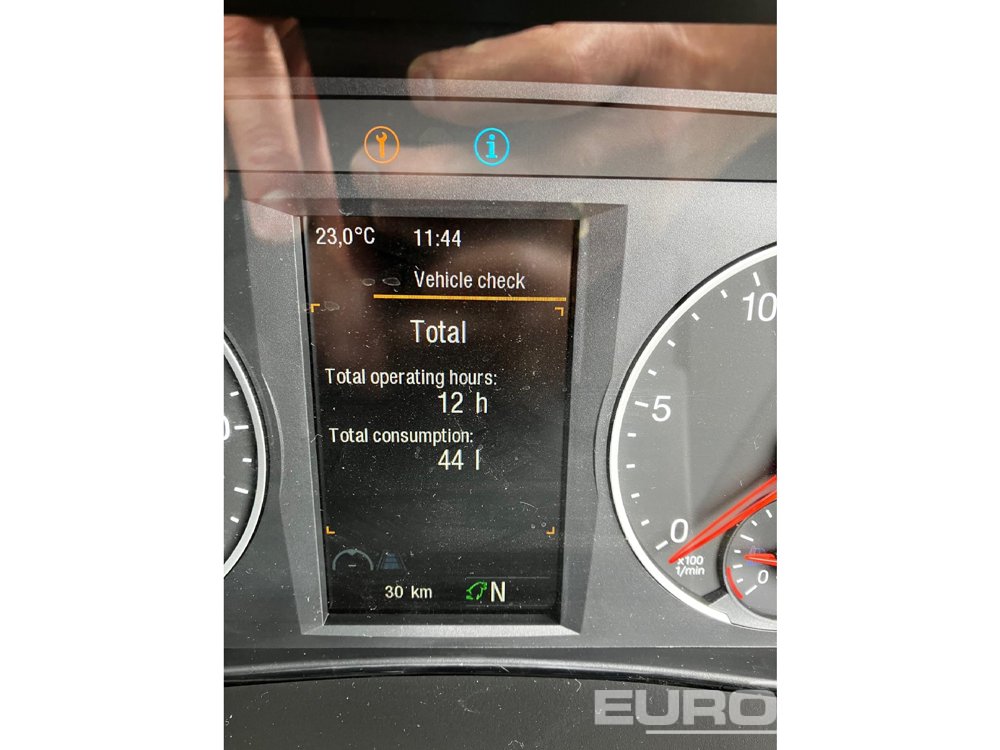 23,0°C 11:44
Vehicle check
Total
Total operating hours:
12 h
Total consumption:
44 l
30 km N
10
5
0
x100
1/min
0
0
EURO